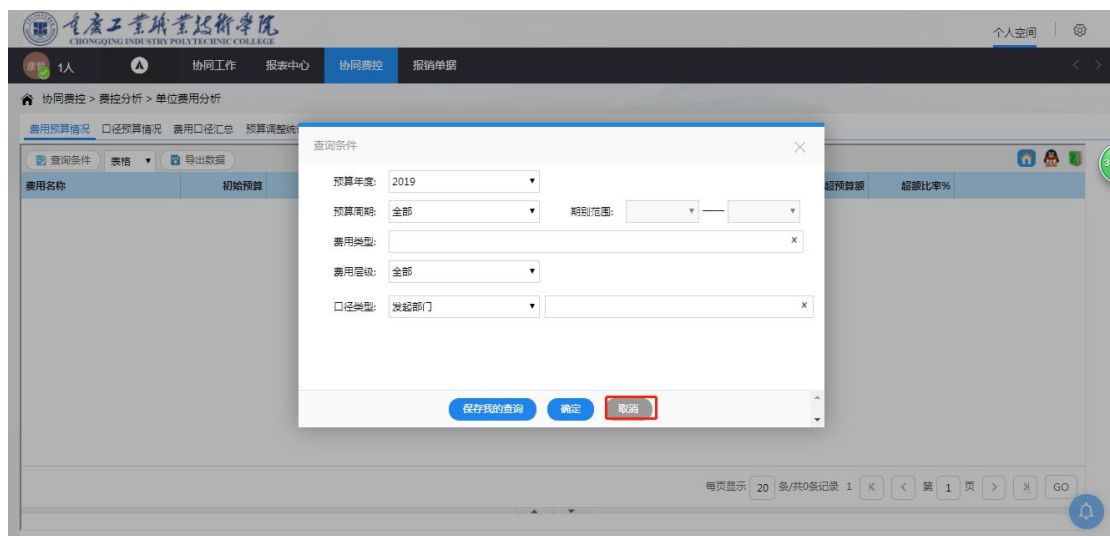 重庆工业职业技术学院
CHONGQING INDUSTRY POLYTECHNIC COLLEGE
个人空间
1人 协同工作 报表中心 协同费控 报销单据
协同费控 > 费控分析 > 单位费用分析
费用预算情况 口径预算情况 费用口径汇总 预算调整统
查询条件 表格 导出数据
费用名称 初始预算 超预算额 超额比率%
查询条件
预算年度: 2019
预算周期: 全部 期别范围: ——
费用类型: x
费用层级: 全部
口径类型: 发起部门 x
保存我的查询 确定 取消
每页显示 20 条/共0条记录 1 第 1 页 GO